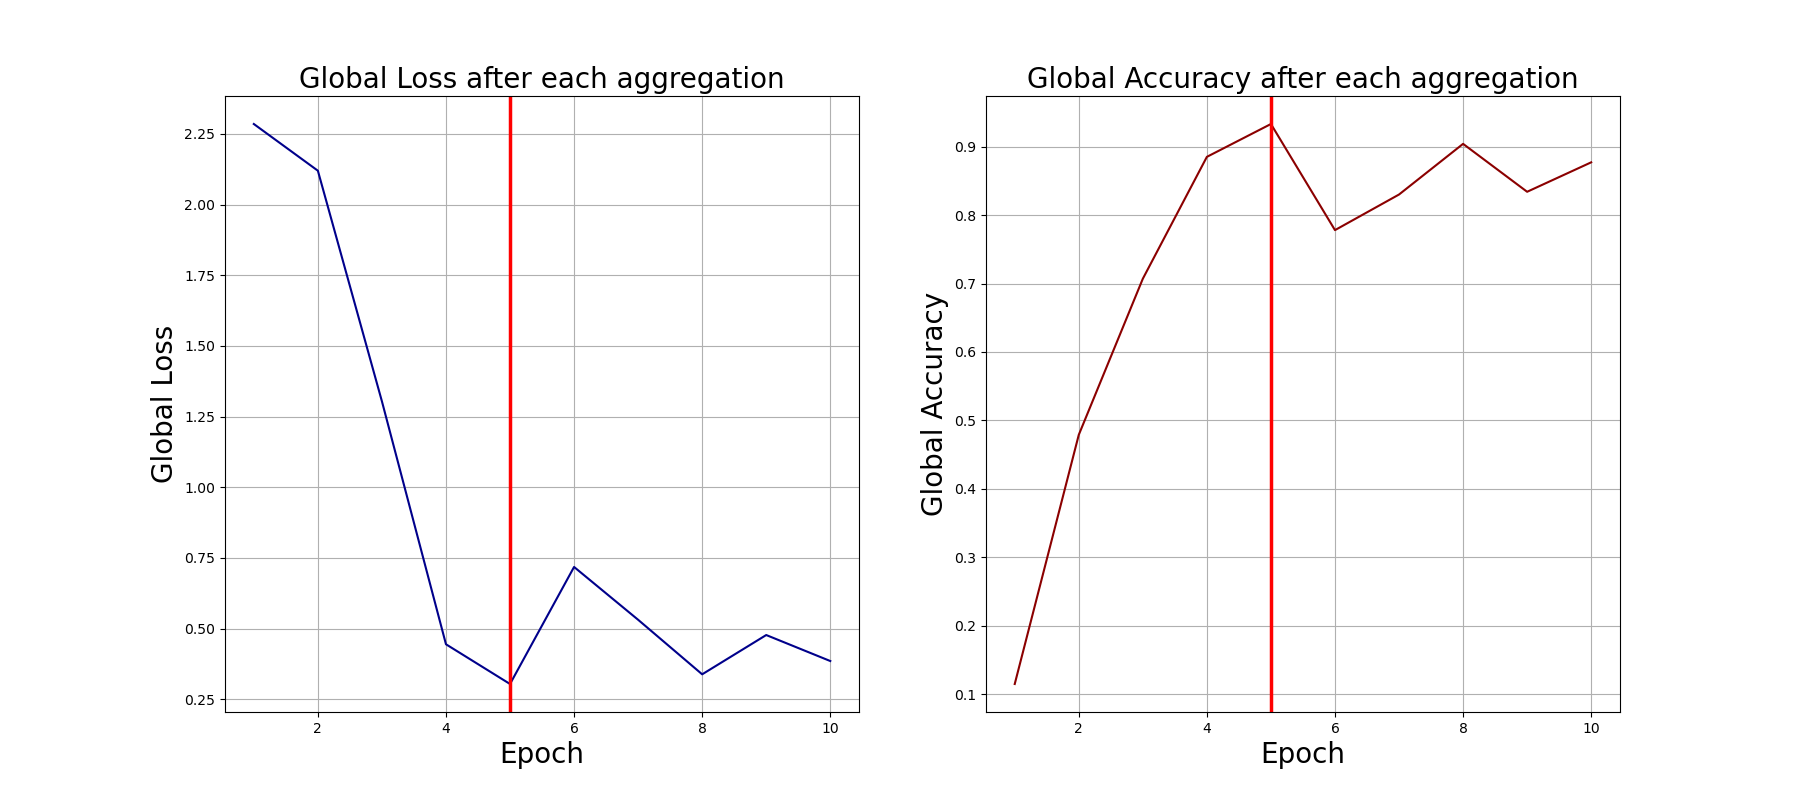 Global Loss after each aggregation
Global Loss
2.25
2.00
1.75
1.50
1.25
1.00
0.75
0.50
0.25
2 4 6 8 10
Epoch
Global Accuracy after each aggregation
Global Accuracy
0.9
0.8
0.7
0.6
0.5
0.4
0.3
0.2
0.1
2 4 6 8 10
Epoch